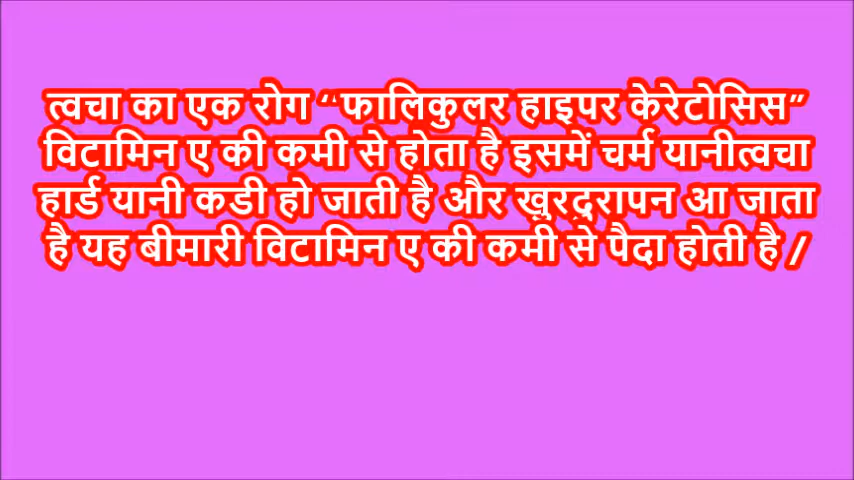 त्वचा का एक रोग ‘‘फालिकुलर हाइपर केरेटोसिस”
विटामिन ए की कमी से होता है इसमें चर्म यानीत्वचा
हार्ड यानी कडी हो जाती है और खुरदुरापन आ जाता
है यह बीमारी विटामिन ए की कमी से पैदा होती है /